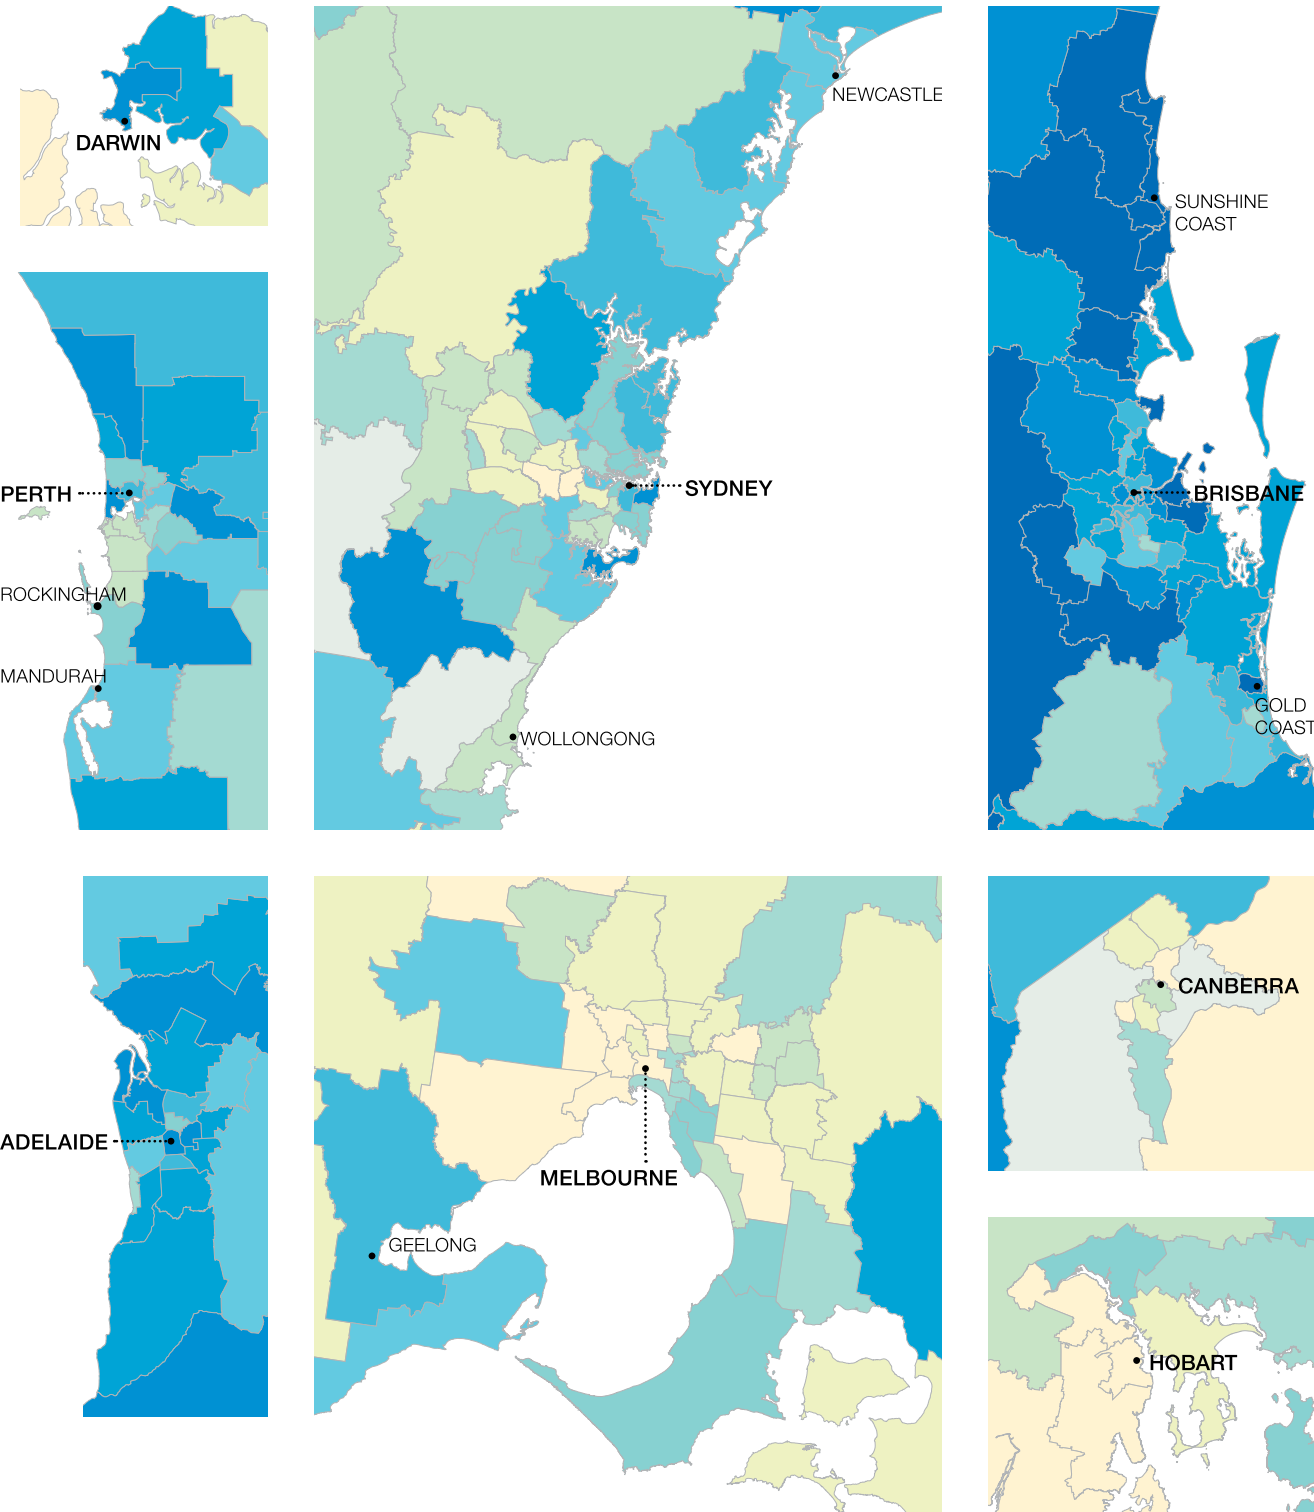 NEWCASTLE
DARWIN
SUNSHINE
COAST
PERTH
SYDNEY
BRISBANE
ROCKINGHAM
MANDURAH
GOLD
COAST
WOLLONGONG
CANBERRA
ADELAIDE
MELBOURNE
GEELONG
HOBART